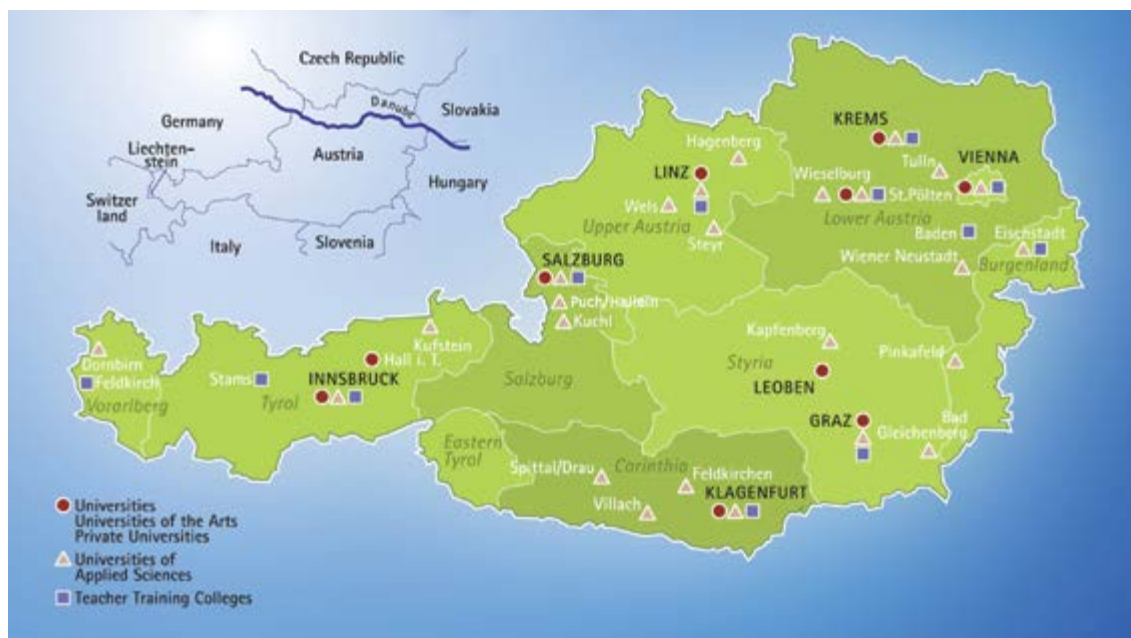 Czech Republic
Danube
Slovakia
Germany
Liechten-
stein
Austria
Hungary
Switzer
land
Italy
Slovenia
KREMS
Hagenberg
Tulln
VIENNA
LINZ
Wieselburg
St.Pölten
Wels
Upper Austria
Lower Austria
Steyr
Baden
Eischstadt
SALZBURG
Wiener Neustadt
Burgenland
Puch/Hallein
Kuchl
Kufstein
Kapfenberg
Pinkafeld
Dornbirn
Hall i. T.
Feldkirch
Stams
INNSBRUCK
Salzburg
Styria
LEOBEN
Vorarlberg
Tyrol
GRAZ
Bad
Gleichenberg
Eastern
Tyrol
Spittal/Drau
Carinthia
Feldkirchen
Villach
KLAGENFURT
Universities
Universities of the Arts
Private Universities
Universities of
Applied Sciences
Teacher Training Colleges